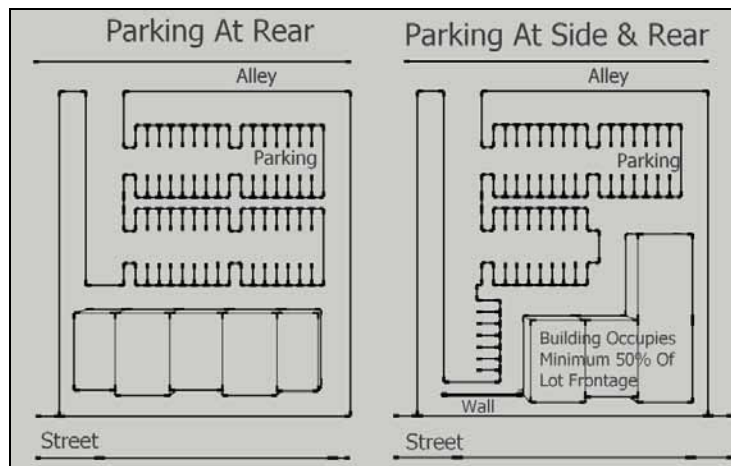 Parking At Rear
Alley
Parking
Street
Parking At Side & Rear
Alley
Parking
Building Occupies
Minimum 50% Of
Lot Frontage
Wall
Street